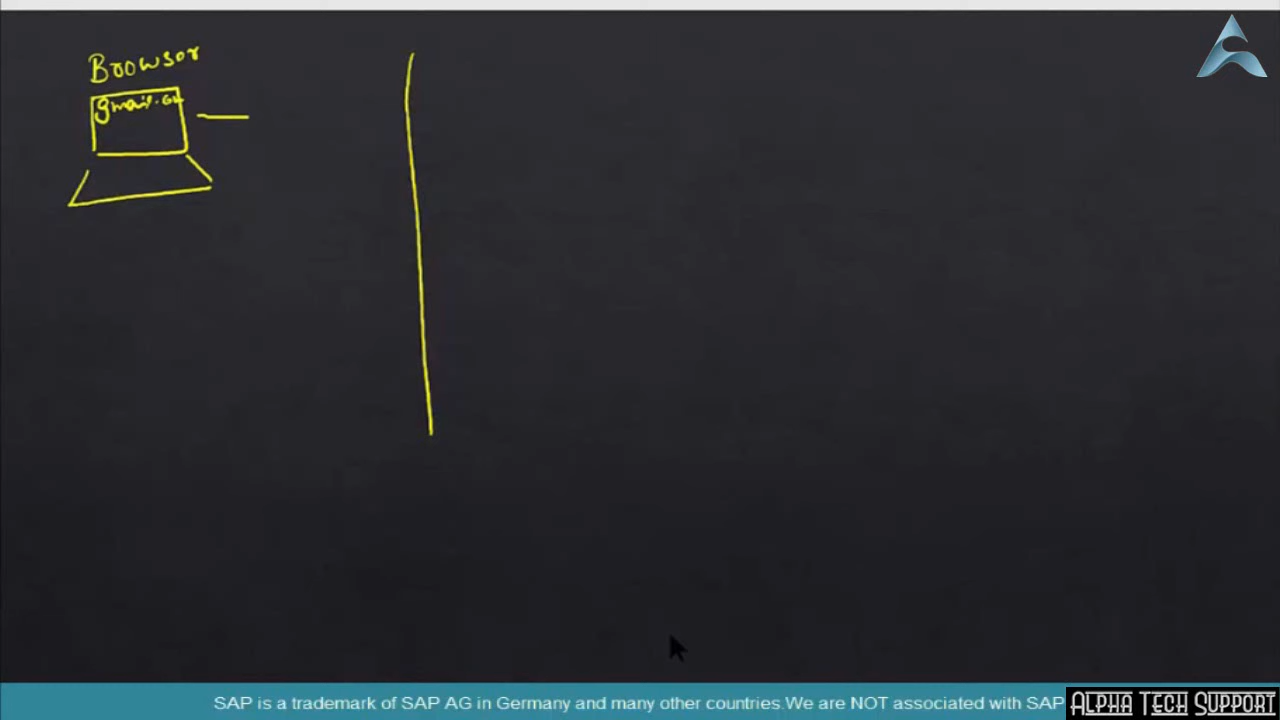 Browsor
gmail.com
SAP is a trademark of SAP AG in Germany and many other countries.We are NOT associated with SAP
ALPHA TECH SUPPORT